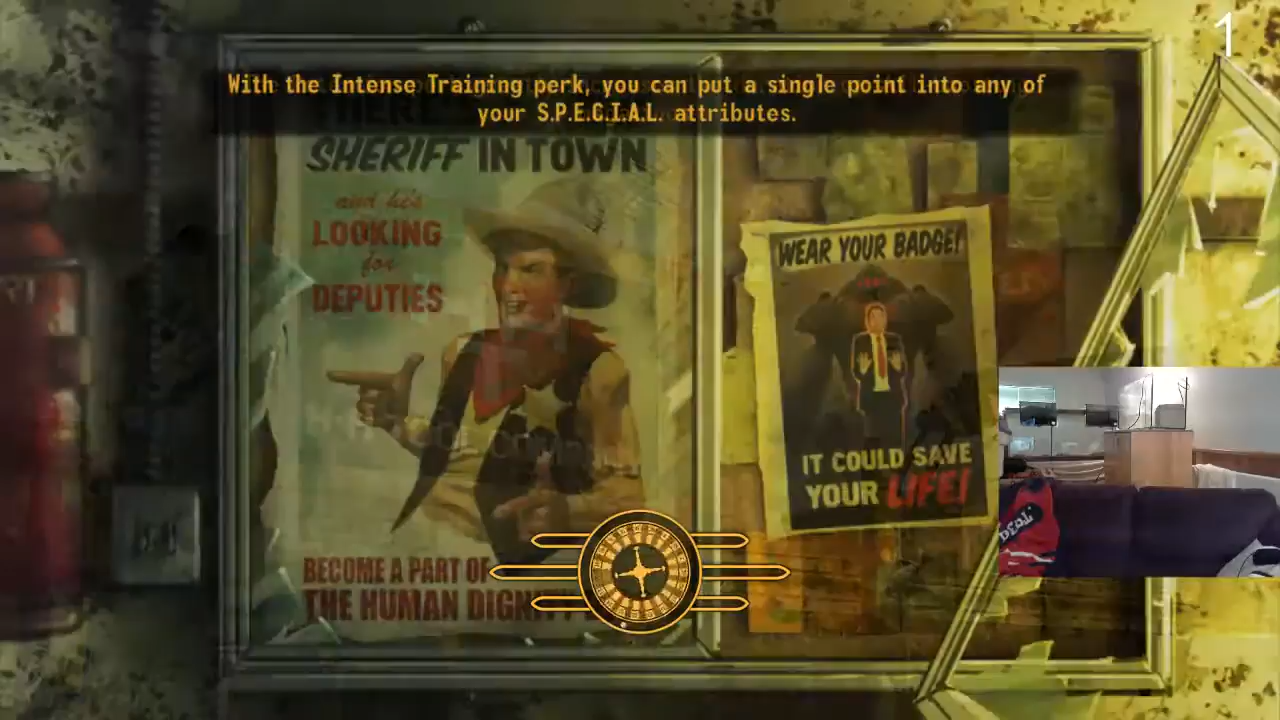 1
With the Intense Training perk, you can put a single point into any of
your S.P.E.C.I.A.L. attributes.
SHERIFF IN TOWN
and he's
LOOKING
for
DEPUTIES
BECOME A PART OF
THE HUMAN
WEAR YOUR BADGE!
IT COULD SAVE
YOUR LIFE!